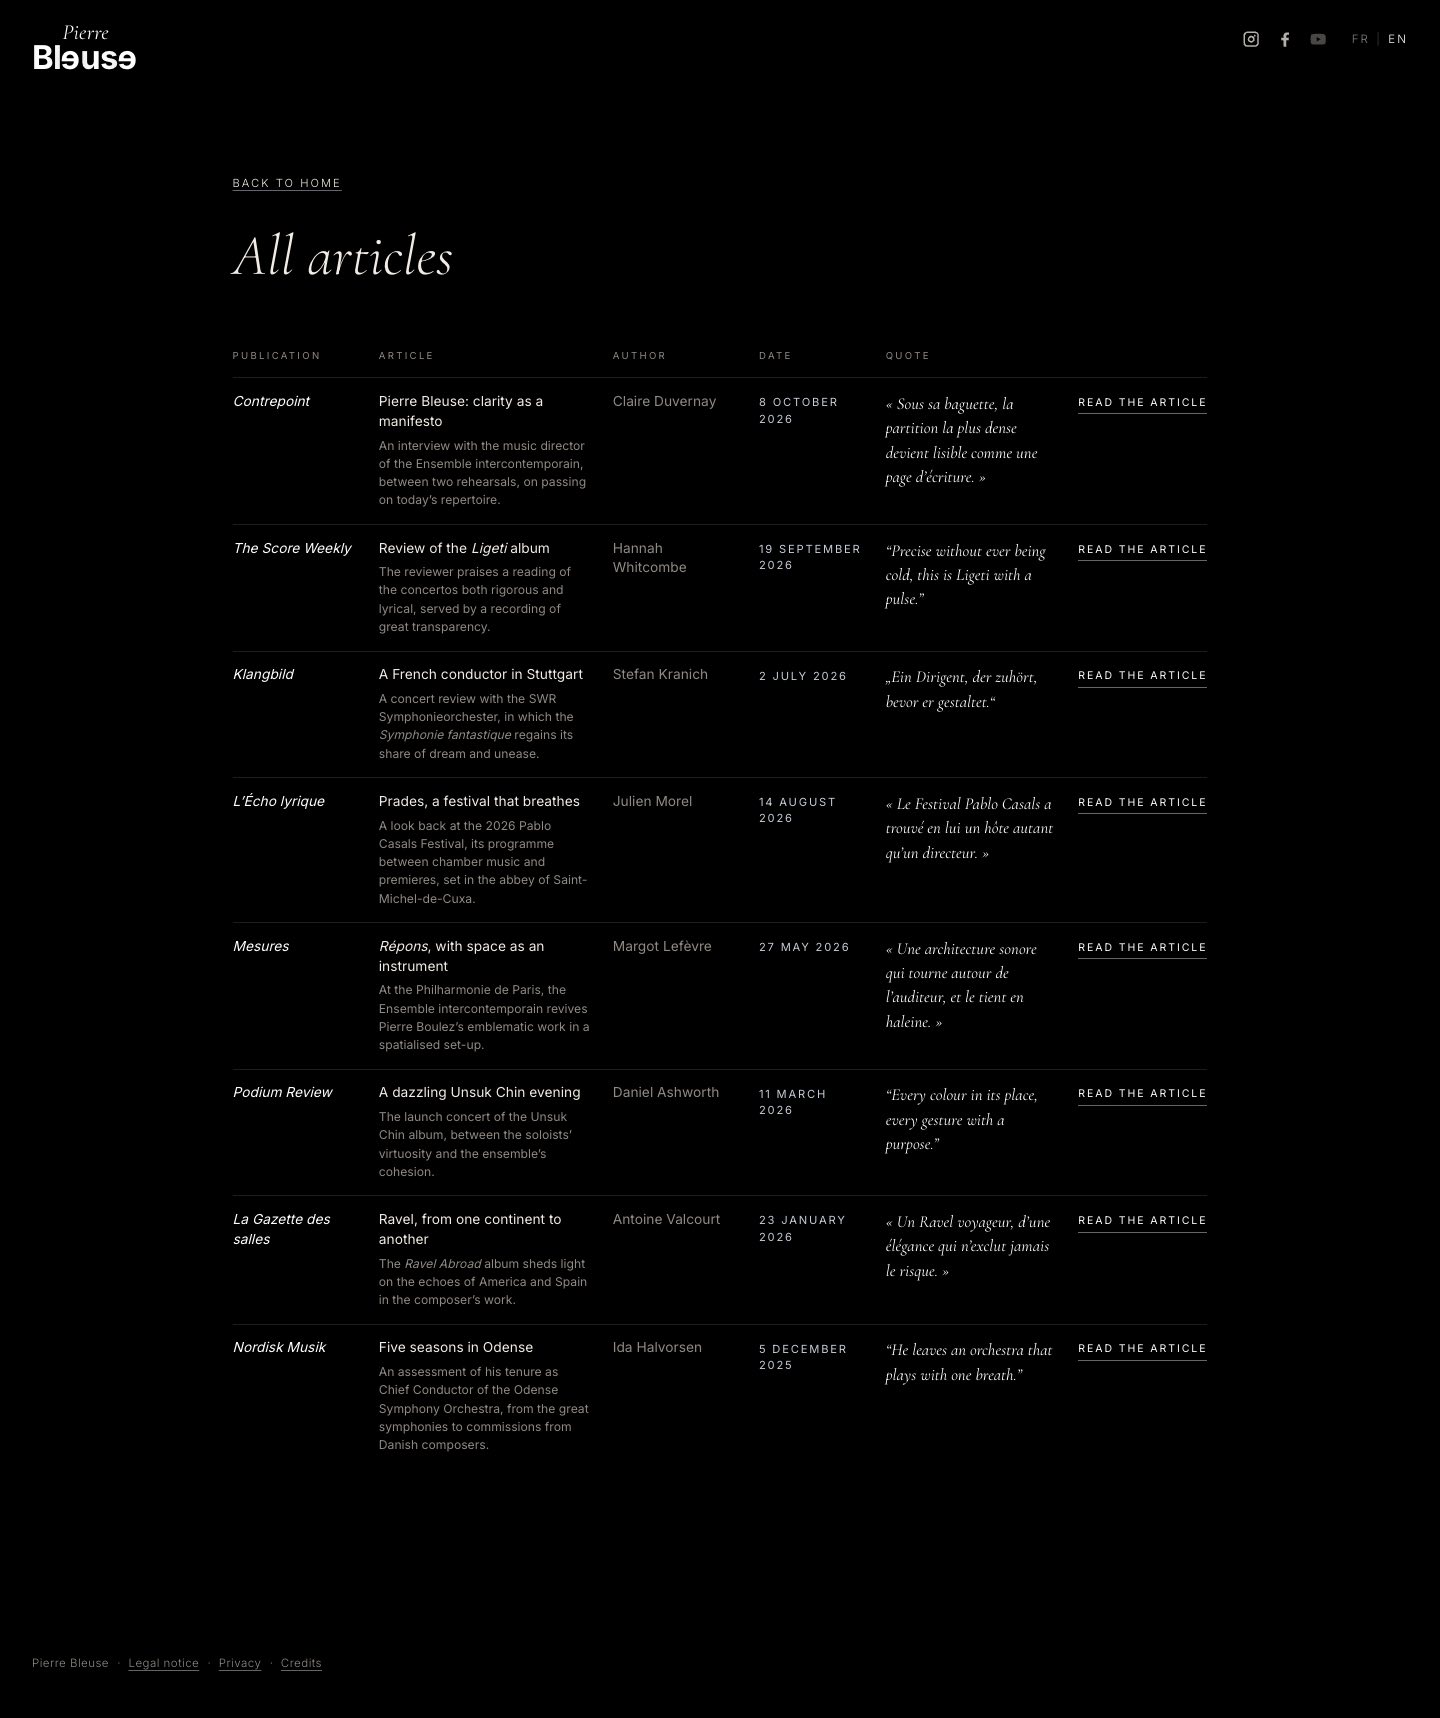 Pierre
Bleuse
FR | EN
BACK TO HOME
All articles
PUBLICATION ARTICLE AUTHOR DATE QUOTE
Contrepoint
Pierre Bleuse: clarity as a
manifesto
An interview with the music director
of the Ensemble intercontemporain,
between two rehearsals, on passing
on today’s repertoire.
Claire Duvernay
8 OCTOBER
2026
« Sous sa baguette, la
partition la plus dense
devient lisible comme une
page d’écriture. »
READ THE ARTICLE
The Score Weekly
Review of the Ligeti album
The reviewer praises a reading of
the concertos both rigorous and
lyrical, served by a recording of
great transparency.
Hannah
Whitcombe
19 SEPTEMBER
2026
“Precise without ever being
cold, this is Ligeti with a
pulse.”
READ THE ARTICLE
Klangbild
A French conductor in Stuttgart
A concert review with the SWR
Symphonieorchester, in which the
Symphonie fantastique regains its
share of dream and unease.
Stefan Kranich
2 JULY 2026
„Ein Dirigent, der zuhört,
bevor er gestaltet.“
READ THE ARTICLE
L’Écho lyrique
Prades, a festival that breathes
A look back at the 2026 Pablo
Casals Festival, its programme
between chamber music and
premieres, set in the abbey of Saint-
Michel-de-Cuxa.
Julien Morel
14 AUGUST
2026
« Le Festival Pablo Casals a
trouvé en lui un hôte autant
qu’un directeur. »
READ THE ARTICLE
Mesures
Répons, with space as an
instrument
At the Philharmonie de Paris, the
Ensemble intercontemporain revives
Pierre Boulez’s emblematic work in a
spatialised set-up.
Margot Lefèvre
27 MAY 2026
« Une architecture sonore
qui tourne autour de
l’auditeur, et le tient en
haleine. »
READ THE ARTICLE
Podium Review
A dazzling Unsuk Chin evening
The launch concert of the Unsuk
Chin album, between the soloists’
virtuosity and the ensemble’s
cohesion.
Daniel Ashworth
11 MARCH
2026
“Every colour in its place,
every gesture with a
purpose.”
READ THE ARTICLE
La Gazette des
salles
Ravel, from one continent to
another
The Ravel Abroad album sheds light
on the echoes of America and Spain
in the composer’s work.
Antoine Valcourt
23 JANUARY
2026
« Un Ravel voyageur, d’une
élégance qui n’exclut jamais
le risque. »
READ THE ARTICLE
Nordisk Musik
Five seasons in Odense
An assessment of his tenure as
Chief Conductor of the Odense
Symphony Orchestra, from the great
symphonies to commissions from
Danish composers.
Ida Halvorsen
5 DECEMBER
2025
“He leaves an orchestra that
plays with one breath.”
READ THE ARTICLE
Pierre Bleuse · Legal notice · Privacy · Credits